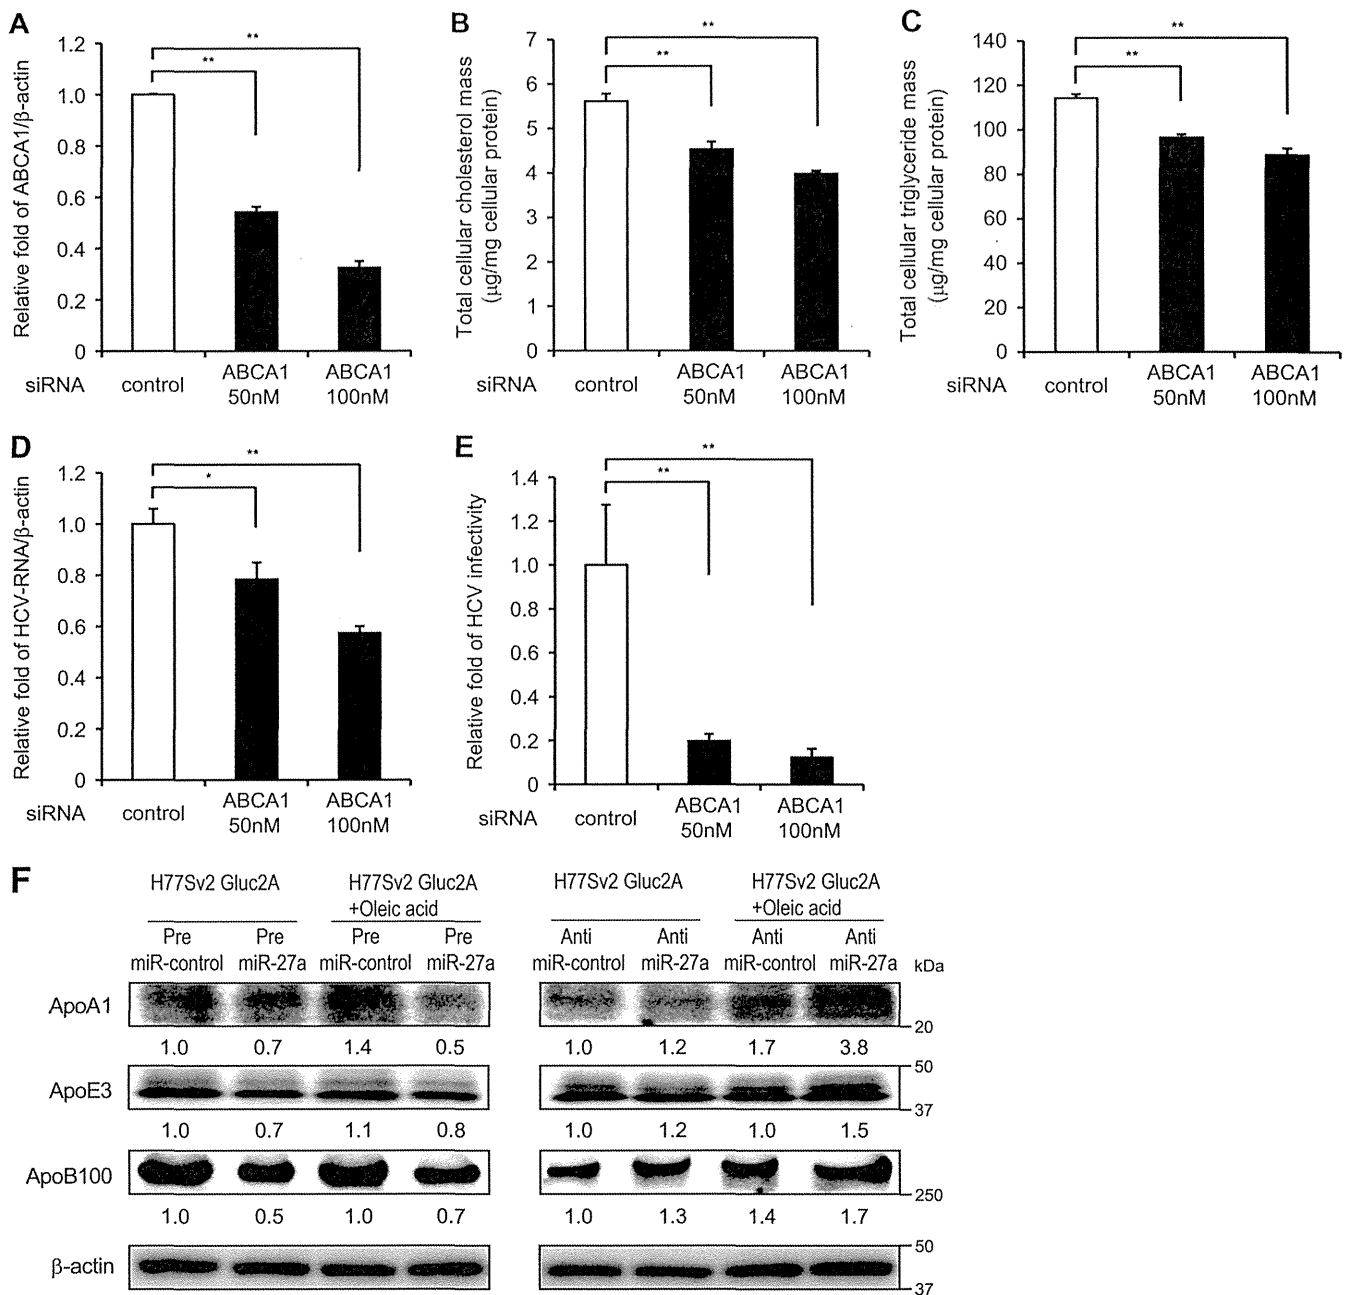 A
Relative fold of ABCA1/β-actin
1.2
1.0
0.8
0.6
0.4
0.2
0
**
**
siRNA control ABCA1 50nM ABCA1 100nM
B
Total cellular cholesterol mass
(μg/mg cellular protein)
7
6
5
4
3
2
1
0
**
**
siRNA control ABCA1 50nM ABCA1 100nM
C
Total cellular triglyceride mass
(μg/mg cellular protein)
140
120
100
80
60
40
20
0
**
**
siRNA control ABCA1 50nM ABCA1 100nM
D
Relative fold of HCV-RNA/β-actin
1.2
1.0
0.8
0.6
0.4
0.2
0
**
*
siRNA control ABCA1 50nM ABCA1 100nM
E
Relative fold of HCV infectivity
1.4
1.2
1.0
0.8
0.6
0.4
0.2
0
**
**
siRNA control ABCA1 50nM ABCA1 100nM
F
H77Sv2 Gluc2A H77Sv2 Gluc2A H77Sv2 Gluc2A H77Sv2 Gluc2A
+Oleic acid +Oleic acid
Pre Pre Pre Pre Anti Anti Anti Anti
miR-control miR-27a miR-control miR-27a miR-control miR-27a miR-control miR-27a kDa
ApoA1
20
1.0 0.7 1.4 0.5 1.0 1.2 1.7 3.8
50
ApoE3
37
1.0 0.7 1.1 0.8 1.0 1.2 1.0 1.5
ApoB100
250
1.0 0.5 1.0 0.7 1.0 1.3 1.4 1.7
50
β-actin
37